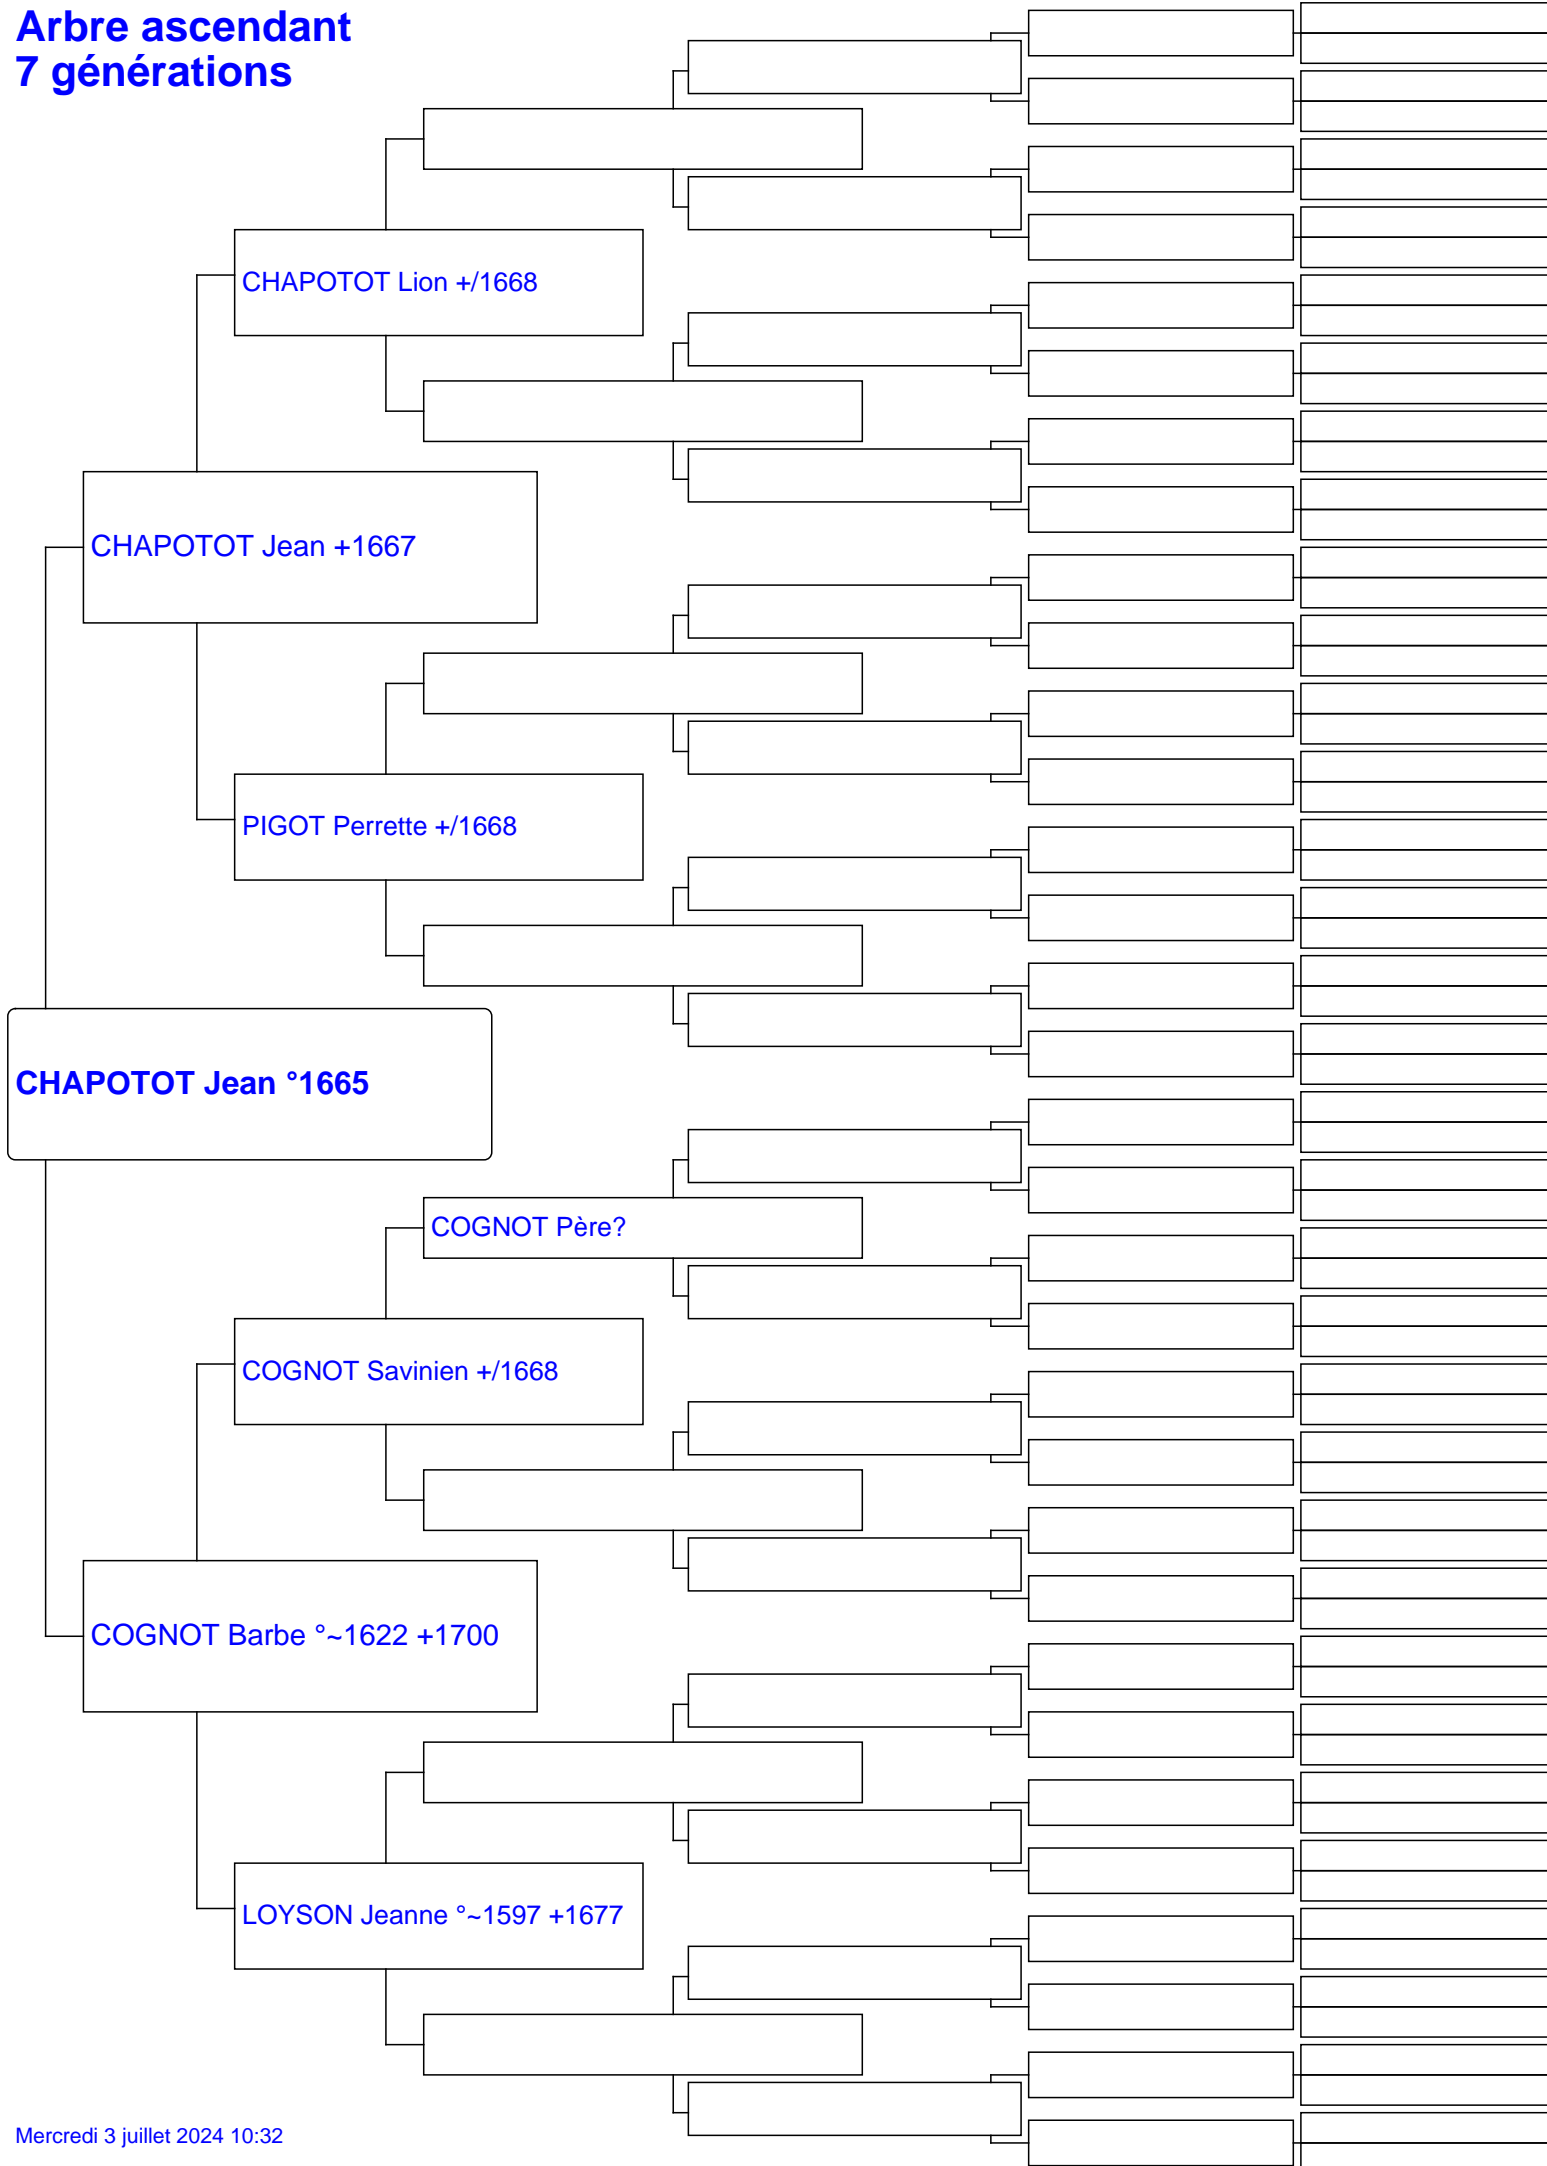 Arbre ascendant
7 générations
CHAPOTOT Lion +/1668
CHAPOTOT Jean +1667
PIGOT Perrette +/1668
CHAPOTOT Jean °1665
COGNOT Père?
COGNOT Savinien +/1668
COGNOT Barbe °~1622 +1700
LOYSON Jeanne °~1597 +1677
Mercredi 3 juillet 2024 10:32